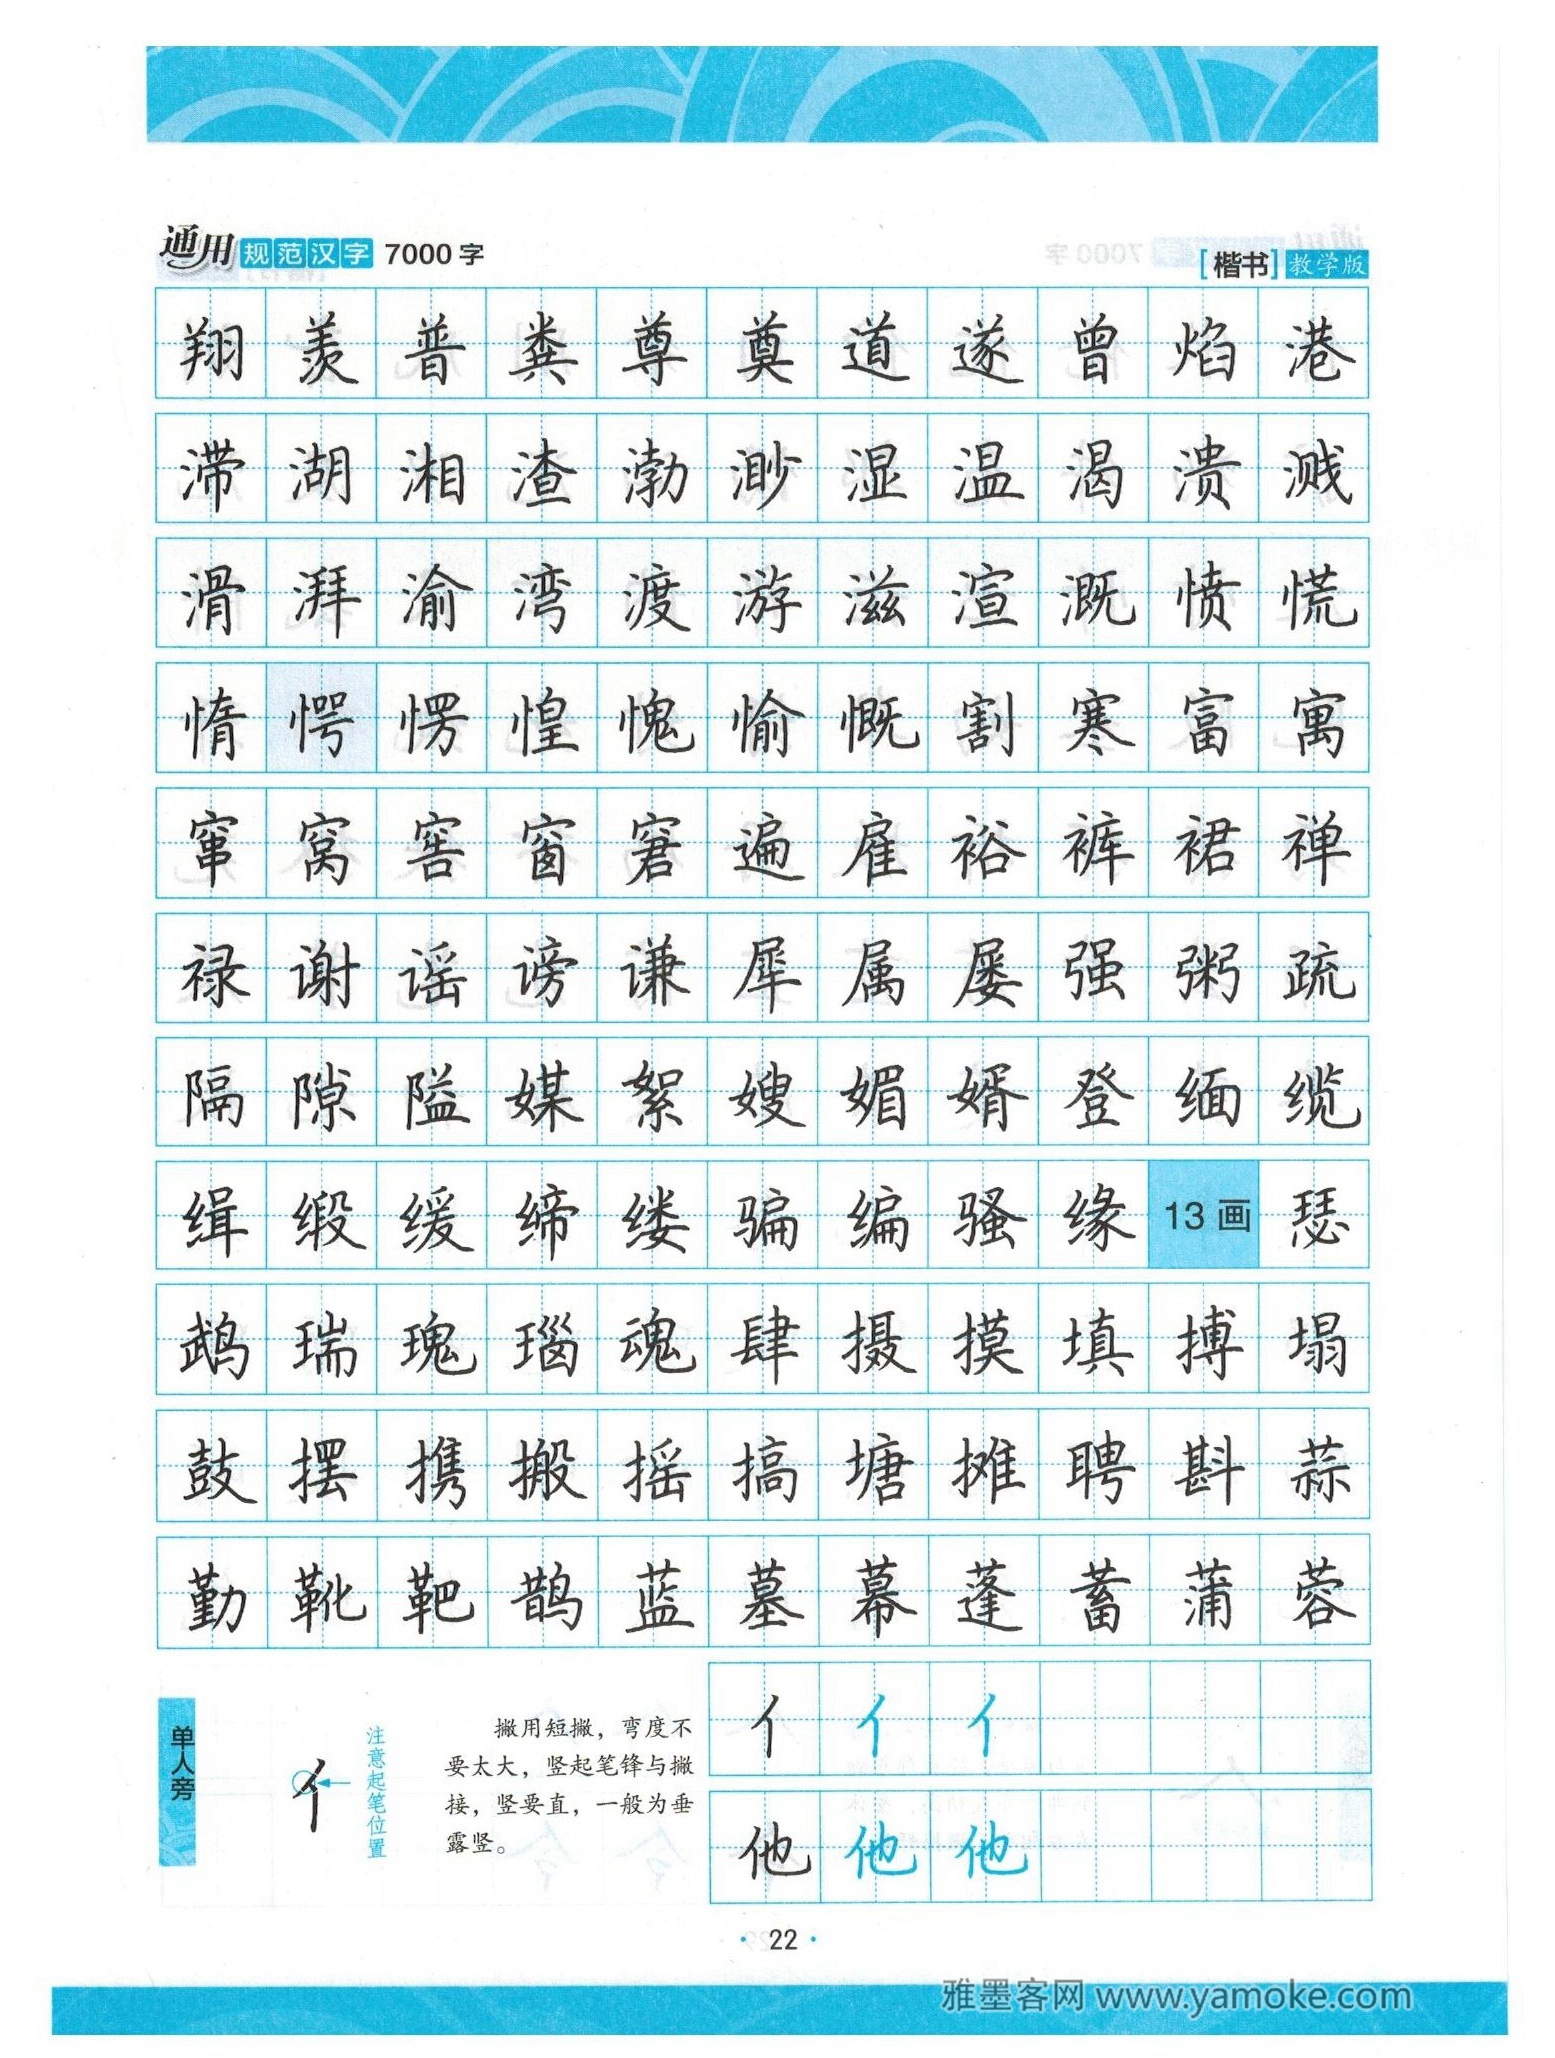 通用规范汉字 7000 字 [楷书] 教学版
翔 羡 普 粪 尊 奠 道 遂 曾 焰 港
滞 湖 湘 渣 渤 渺 湿 温 渴 溃 溅
滑 湃 渝 湾 渡 游 滋 渲 溉 愤 慌
惰 愕 愣 惶 愧 愉 慨 割 寒 富 寓
窜 窝 窖 窗 窘 遍 雇 裕 裤 裙 禅
禄 谢 谣 谤 谦 犀 属 屡 强 粥 疏
隔 隙 隘 媒 絮 嫂 媚 婿 登 缅 缆
缉 缎 缓 缔 缕 骗 编 骚 缘 13 画 瑟
鹉 瑞 瑰 瑙 魂 肆 摄 摸 填 搏 塌
鼓 摆 携 搬 摇 搞 塘 摊 聘 斟 蒜
勤 靴 靶 鹊 蓝 墓 幕 蓬 蓄 蒲 蓉
单人旁
亻
注意起笔位置
撇用短撇，弯度不
要太大，竖起笔锋与撇
接，竖要直，一般为垂
露竖。
亻 亻 亻
他 他 他
· 22 ·
雅墨客网 www.yamoke.com